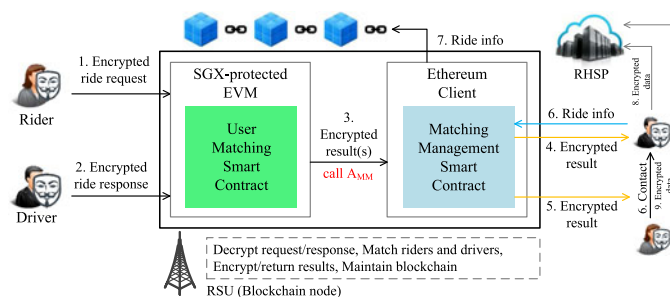 1. Encrypted
ride request
Rider
2. Encrypted
ride response
Driver
SGX-protected
EVM
User
Matching
Smart
Contract
3.
Encrypted
result(s)
call AMM
7. Ride info
Ethereum
Client
Matching
Management
Smart
Contract
RHSP
8. Encrypted
data
6. Ride info
4. Encrypted
result
5. Encrypted
result
6. Contact
9. Encrypted
data
Decrypt request/response, Match riders and drivers,
Encrypt/return results, Maintain blockchain
RSU (Blockchain node)